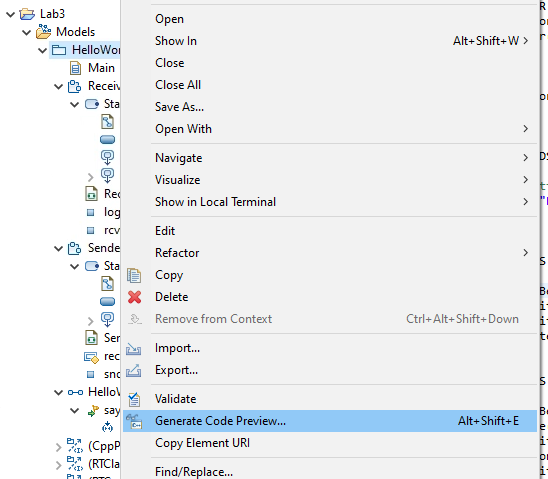 Lab3
Models
HelloWor
Main
Receiv
Sta
Rec
log
rcv
Sende
Sta
Ser
rec
snd
HelloW
say
(CppP
(RTCla
Open
Show In Alt+Shift+W
Close
Close All
Save As...
Open With
Navigate
Visualize
Show in Local Terminal
Edit
Refactor
Copy
Delete
Remove from Context Ctrl+Alt+Shift+Down
Import...
Export...
Validate
Generate Code Preview... Alt+Shift+E
Copy Element URI
Find/Replace...